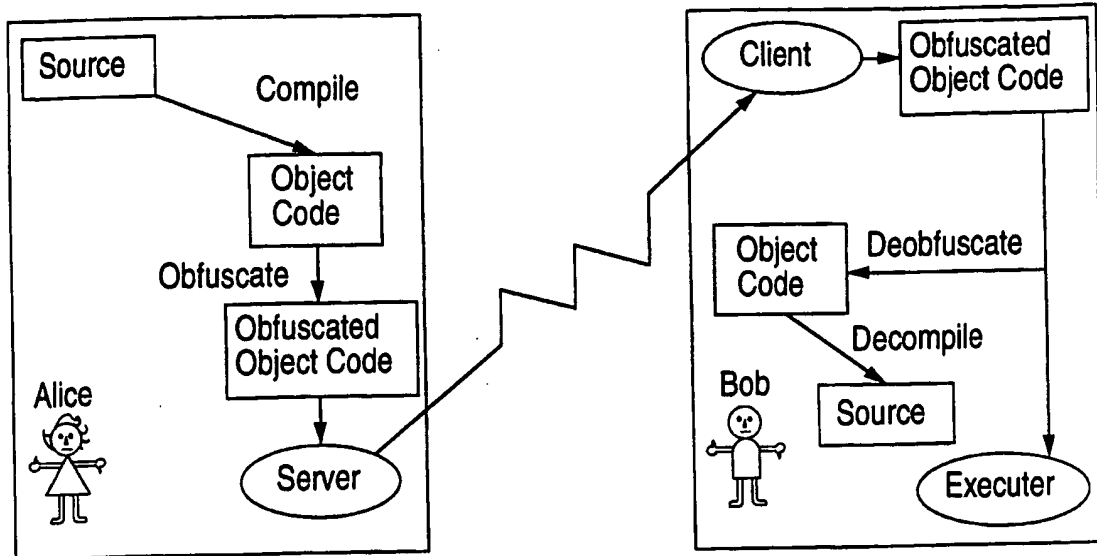 Source
Compile
Object
Code
Obfuscate
Obfuscated
Object Code
Alice
Server
Client
Obfuscated
Object Code
Object
Code
Deobfuscate
Decompile
Bob
Source
Executer